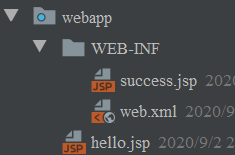 webapp
WEB-INF
JSP success.jsp 2020
web.xml 2020/9
JSP hello.jsp 2020/9/2 2